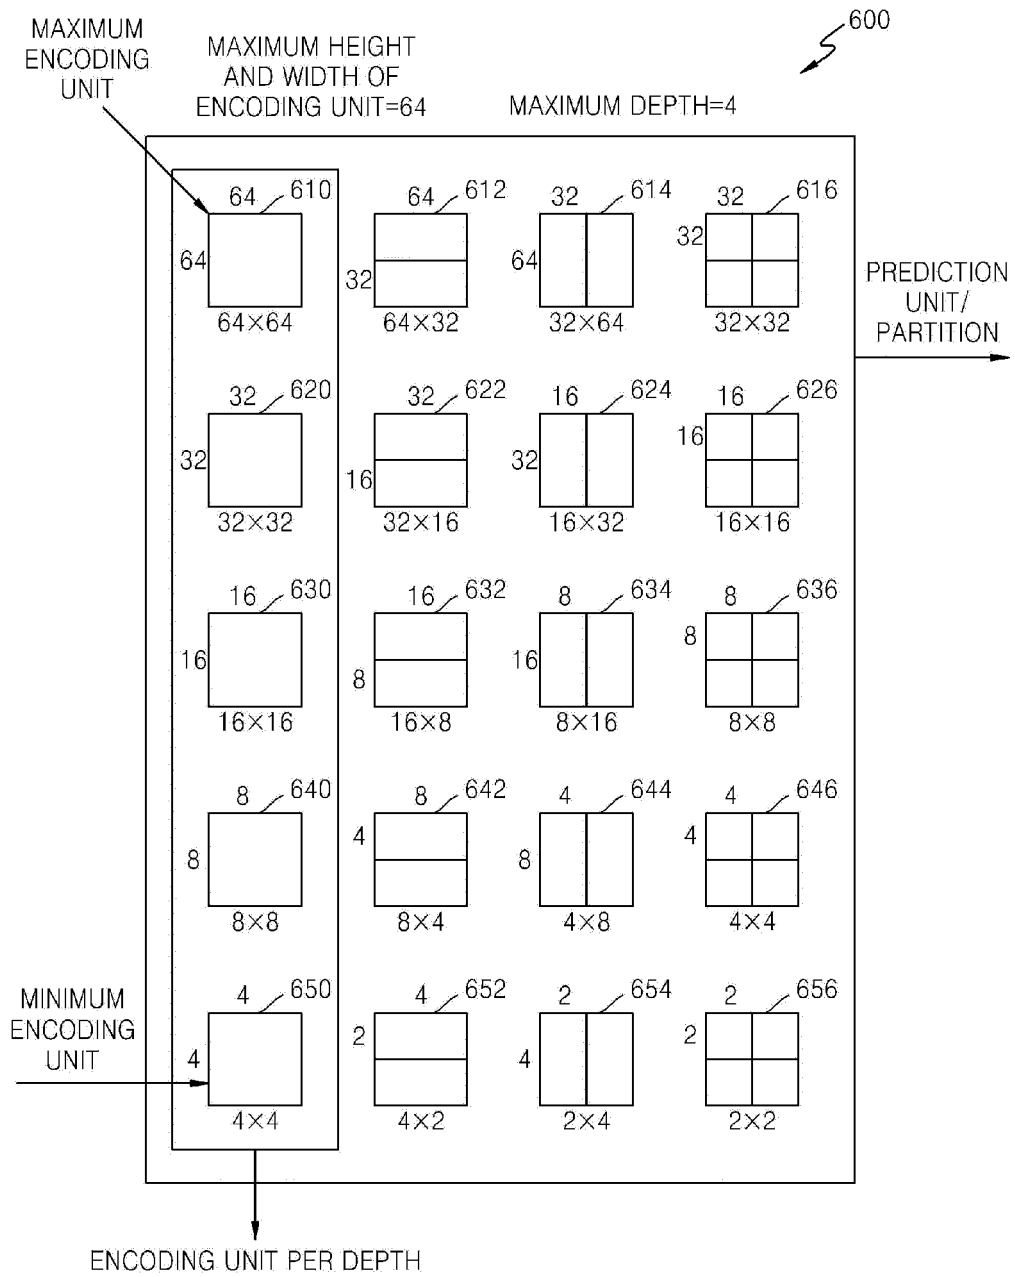 600
MAXIMUM
ENCODING
UNIT
MAXIMUM HEIGHT
AND WIDTH OF
ENCODING UNIT=64
MAXIMUM DEPTH=4
64 610 64 612 32 614 32 616
64 32 64 32
64×64 64×32 32×64 32×32
PREDICTION
UNIT/
PARTITION
32 620 32 622 16 624 16 626
32 16 32 16
32×32 32×16 16×32 16×16
16 630 16 632 8 634 8 636
16 8 16 8
16×16 16×8 8×16 8×8
8 640 8 642 4 644 4 646
8 4 8 4
8×8 8×4 4×8 4×4
MINIMUM
ENCODING
UNIT
4 650 4 652 2 654 2 656
4 2 4 2
4×4 4×2 2×4 2×2
ENCODING UNIT PER DEPTH